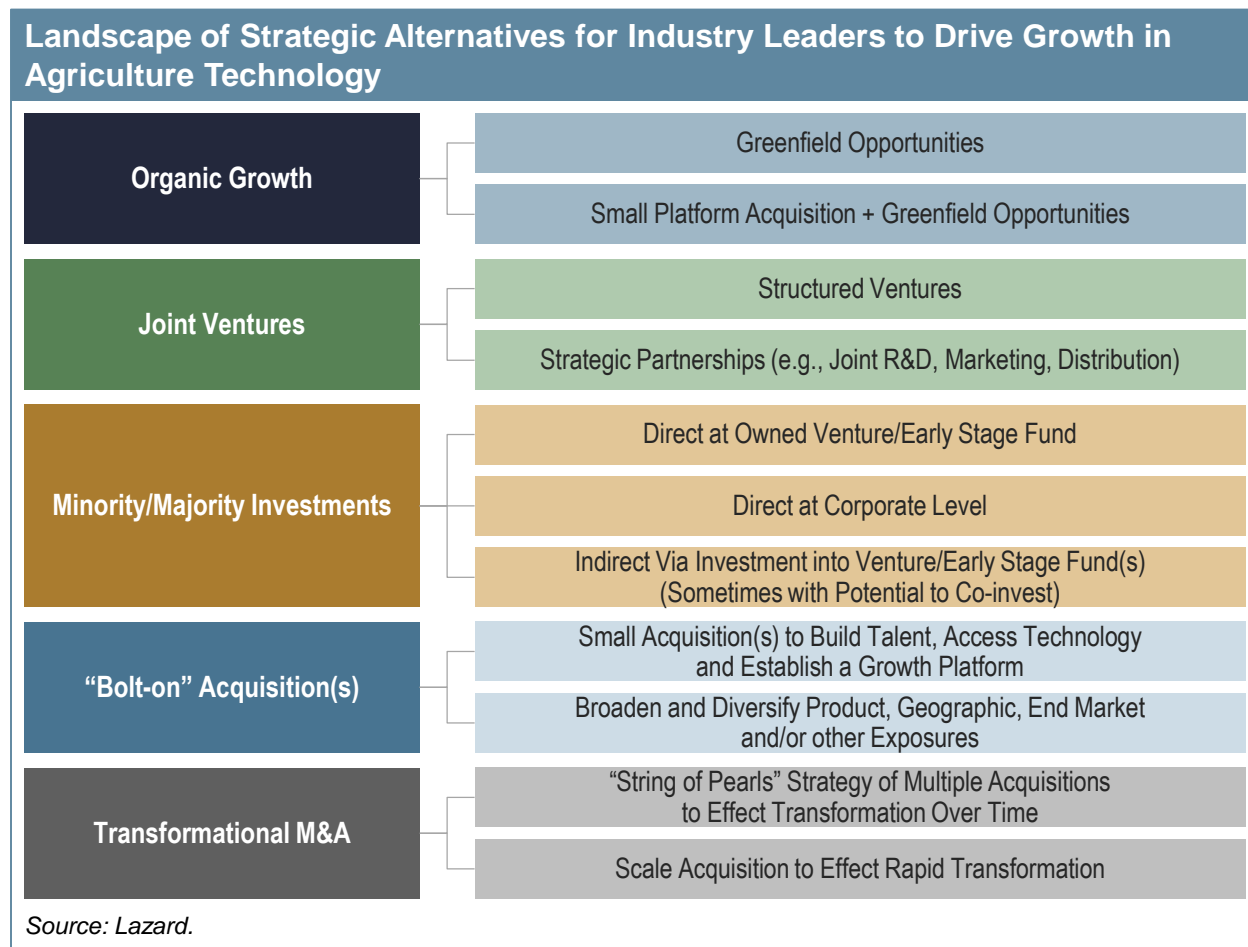 Landscape of Strategic Alternatives for Industry Leaders to Drive Growth in
Agriculture Technology
Organic Growth
Greenfield Opportunities
Small Platform Acquisition + Greenfield Opportunities
Joint Ventures
Structured Ventures
Strategic Partnerships (e.g., Joint R&D, Marketing, Distribution)
Minority/Majority Investments
Direct at Owned Venture/Early Stage Fund
Direct at Corporate Level
Indirect Via Investment into Venture/Early Stage Fund(s)
(Sometimes with Potential to Co-invest)
“Bolt-on” Acquisition(s)
Small Acquisition(s) to Build Talent, Access Technology
and Establish a Growth Platform
Broaden and Diversify Product, Geographic, End Market
and/or other Exposures
Transformational M&A
“String of Pearls” Strategy of Multiple Acquisitions
to Effect Transformation Over Time
Scale Acquisition to Effect Rapid Transformation
Source: Lazard.